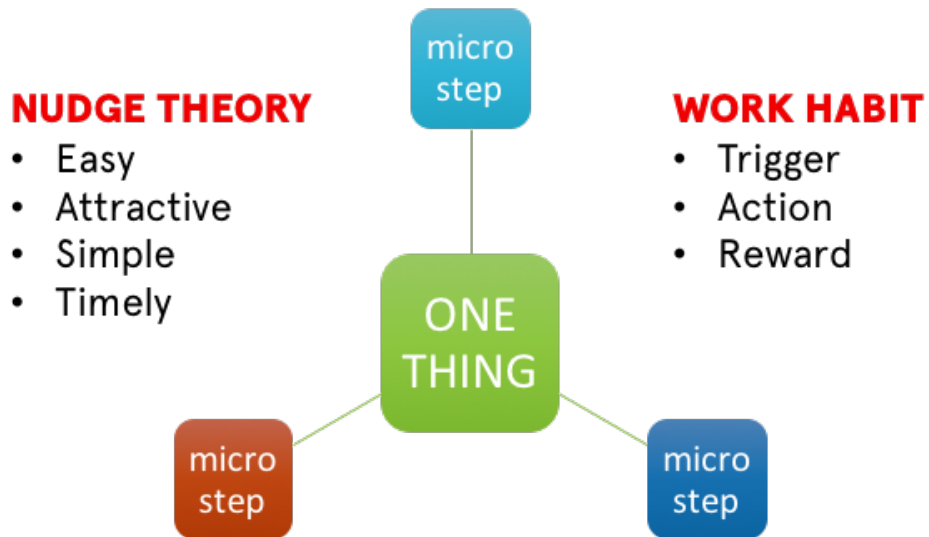 micro
step
NUDGE THEORY
• Easy
• Attractive
• Simple
• Timely
WORK HABIT
• Trigger
• Action
• Reward
ONE
THING
micro
step
micro
step